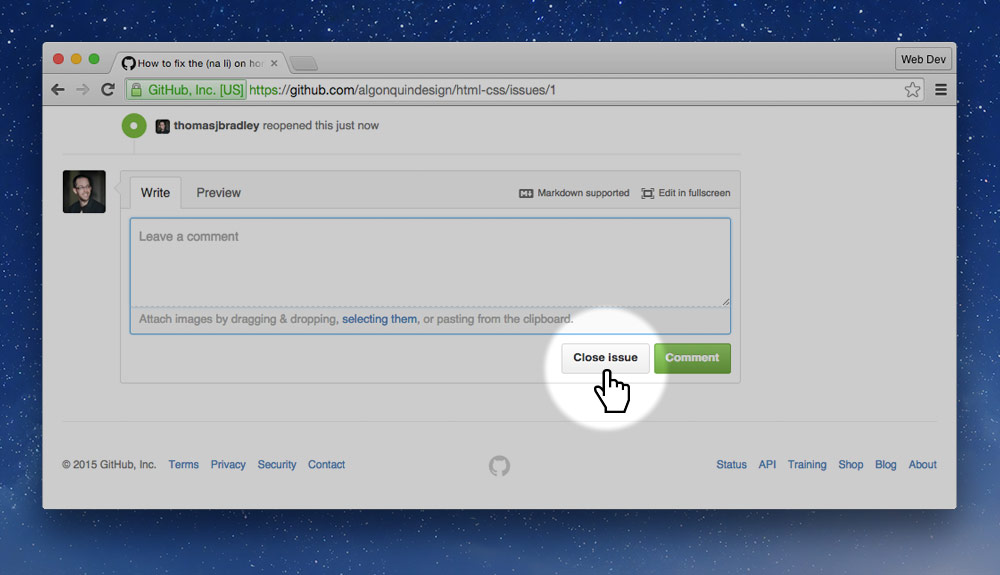 How to fix the (na li) on ho
Web Dev
GitHub, Inc. [US] https://github.com/algonquindesign/html-css/issues/1
thomasjbradley reopened this just now
Write Preview Markdown supported Edit in fullscreen
Leave a comment
Attach images by dragging & dropping, selecting them, or pasting from the clipboard.
Close issue Comment
© 2015 GitHub, Inc. Terms Privacy Security Contact Status API Training Shop Blog About